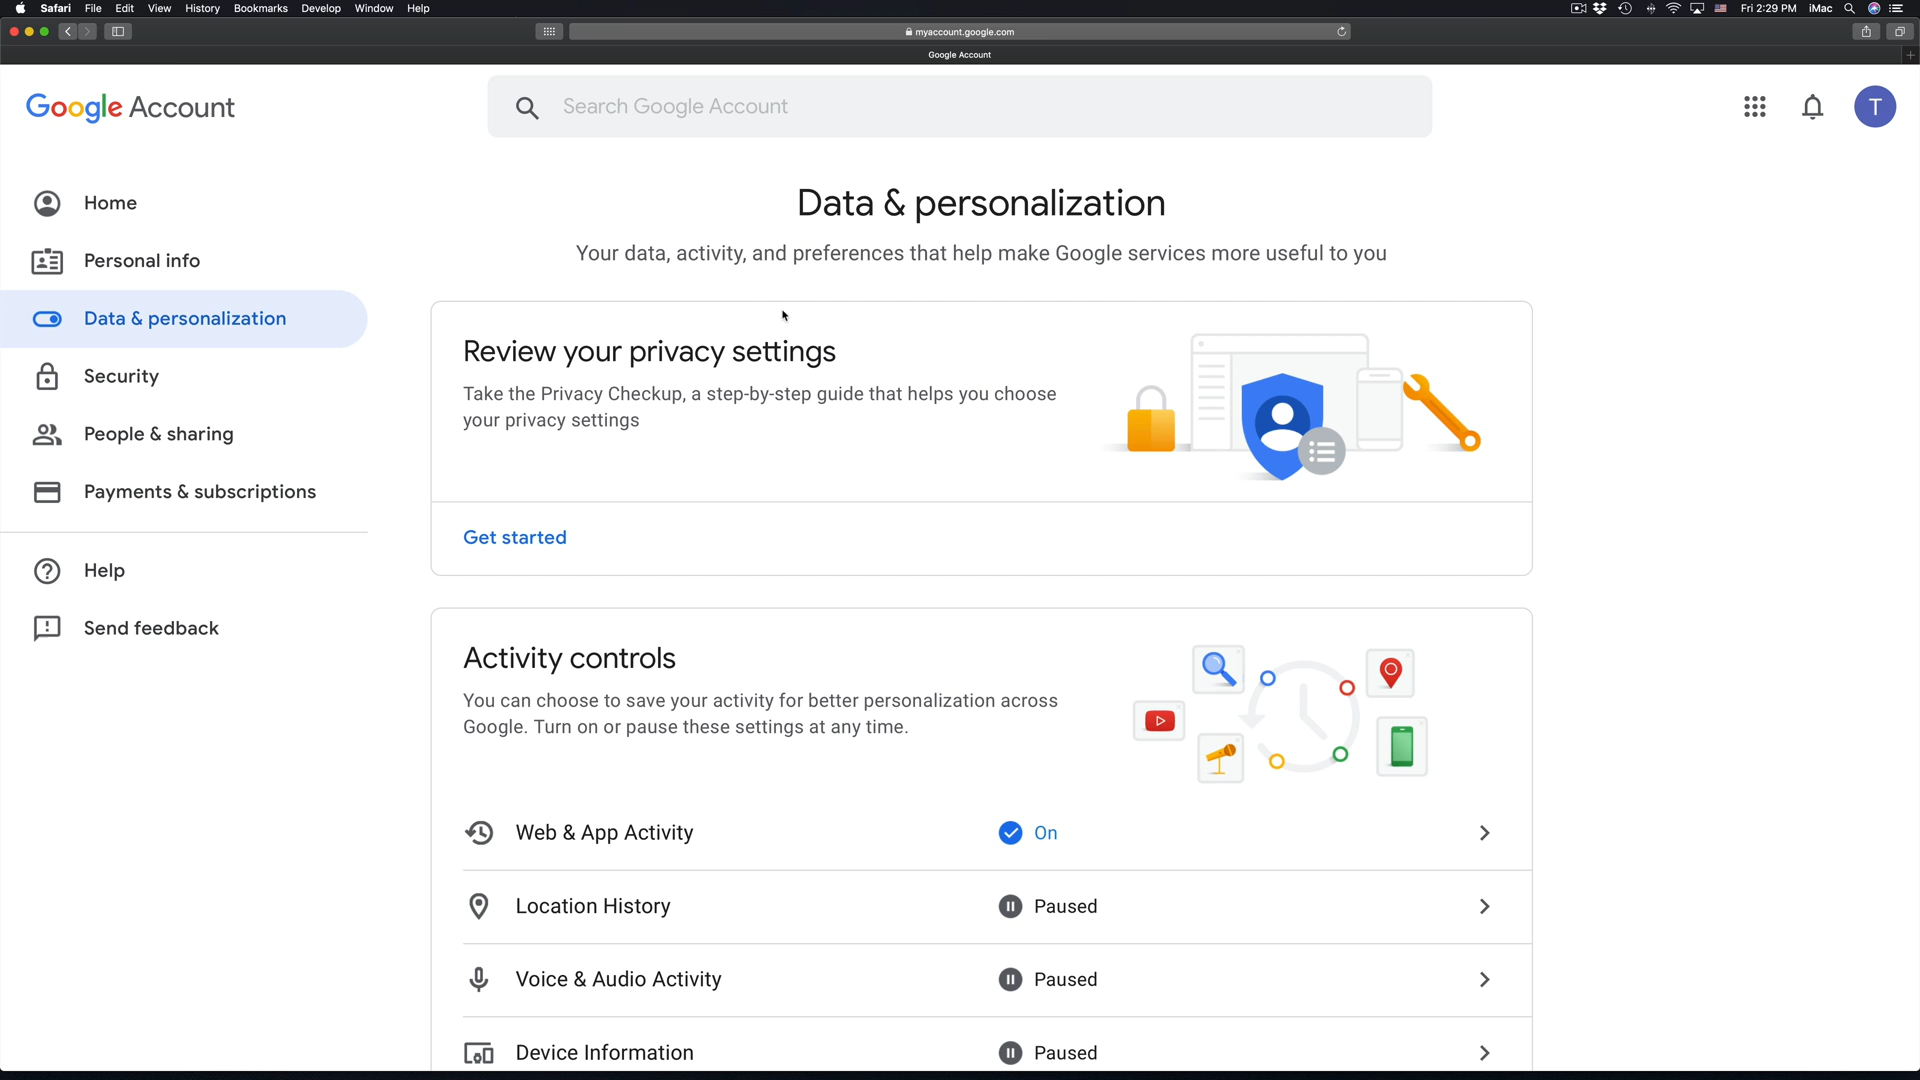 Safari File Edit View History Bookmarks Develop Window Help Fri 2:29 PM iMac
myaccount.google.com
Google Account
Google Account
Search Google Account
T
Home
Personal info
Data & personalization
Security
People & sharing
Payments & subscriptions
Help
Send feedback
Data & personalization
Your data, activity, and preferences that help make Google services more useful to you
Review your privacy settings
Take the Privacy Checkup, a step-by-step guide that helps you choose
your privacy settings
Get started
Activity controls
You can choose to save your activity for better personalization across
Google. Turn on or pause these settings at any time.
Web & App Activity On
Location History Paused
Voice & Audio Activity Paused
Device Information Paused